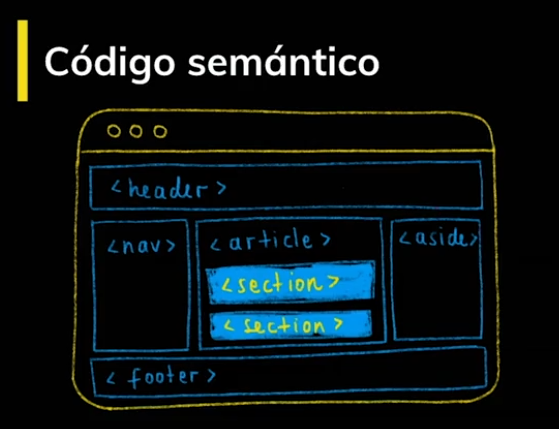 Código semántico
<header>
<nav>
<article>
<aside>
<section>
<section>
<footer>